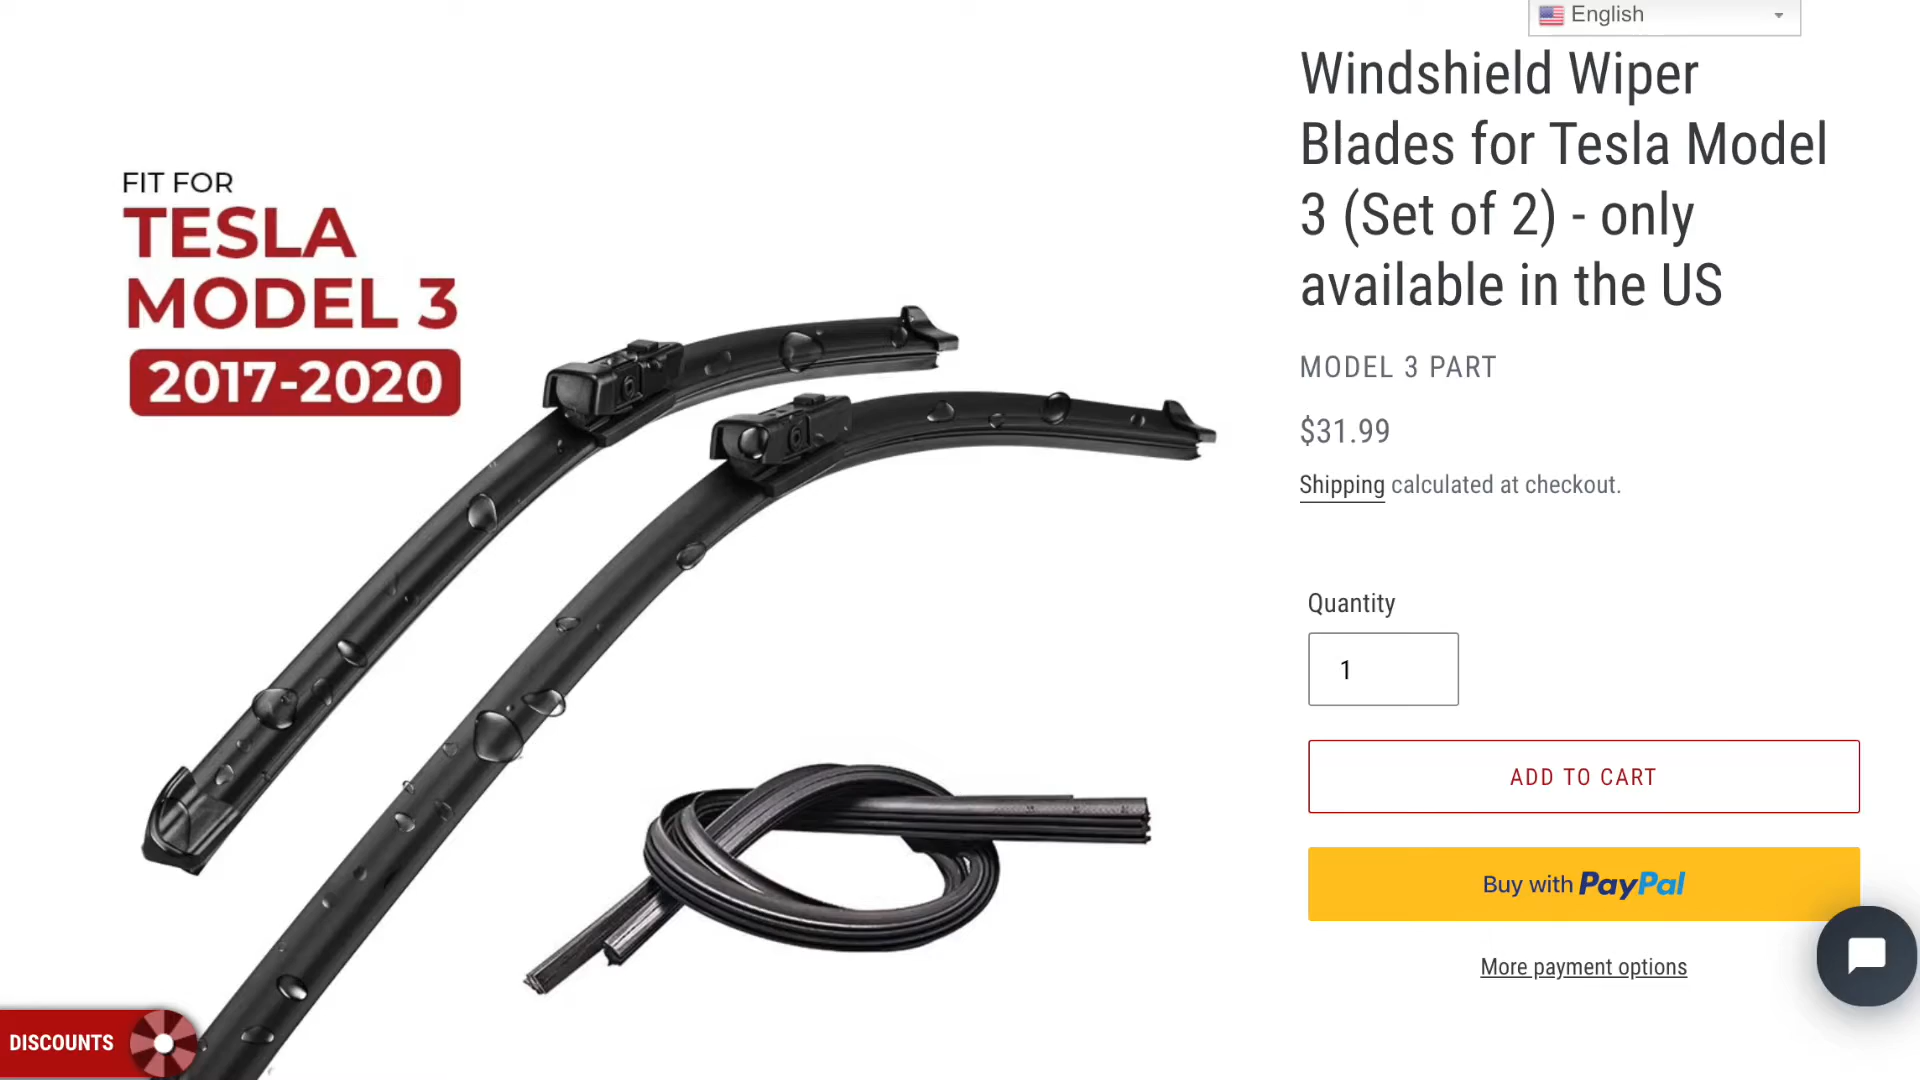 English
Windshield Wiper
Blades for Tesla Model
3 (Set of 2) - only
available in the US
MODEL 3 PART
$31.99
Shipping calculated at checkout.
Quantity
1
ADD TO CART
Buy with PayPal
More payment options
FIT FOR
TESLA
MODEL 3
2017-2020
DISCOUNTS